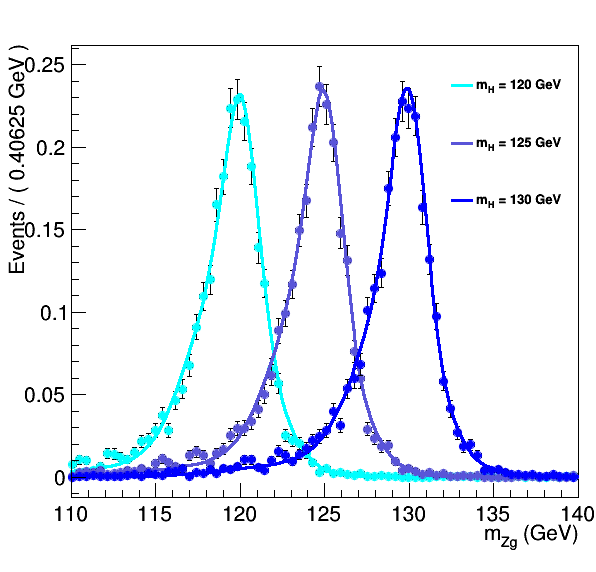 Events / ( 0.40625 GeV )
0.25
0.2
0.15
0.1
0.05
0
m_H = 120 GeV
m_H = 125 GeV
m_H = 130 GeV
110 115 120 125 130 135 140
m_Zg (GeV)